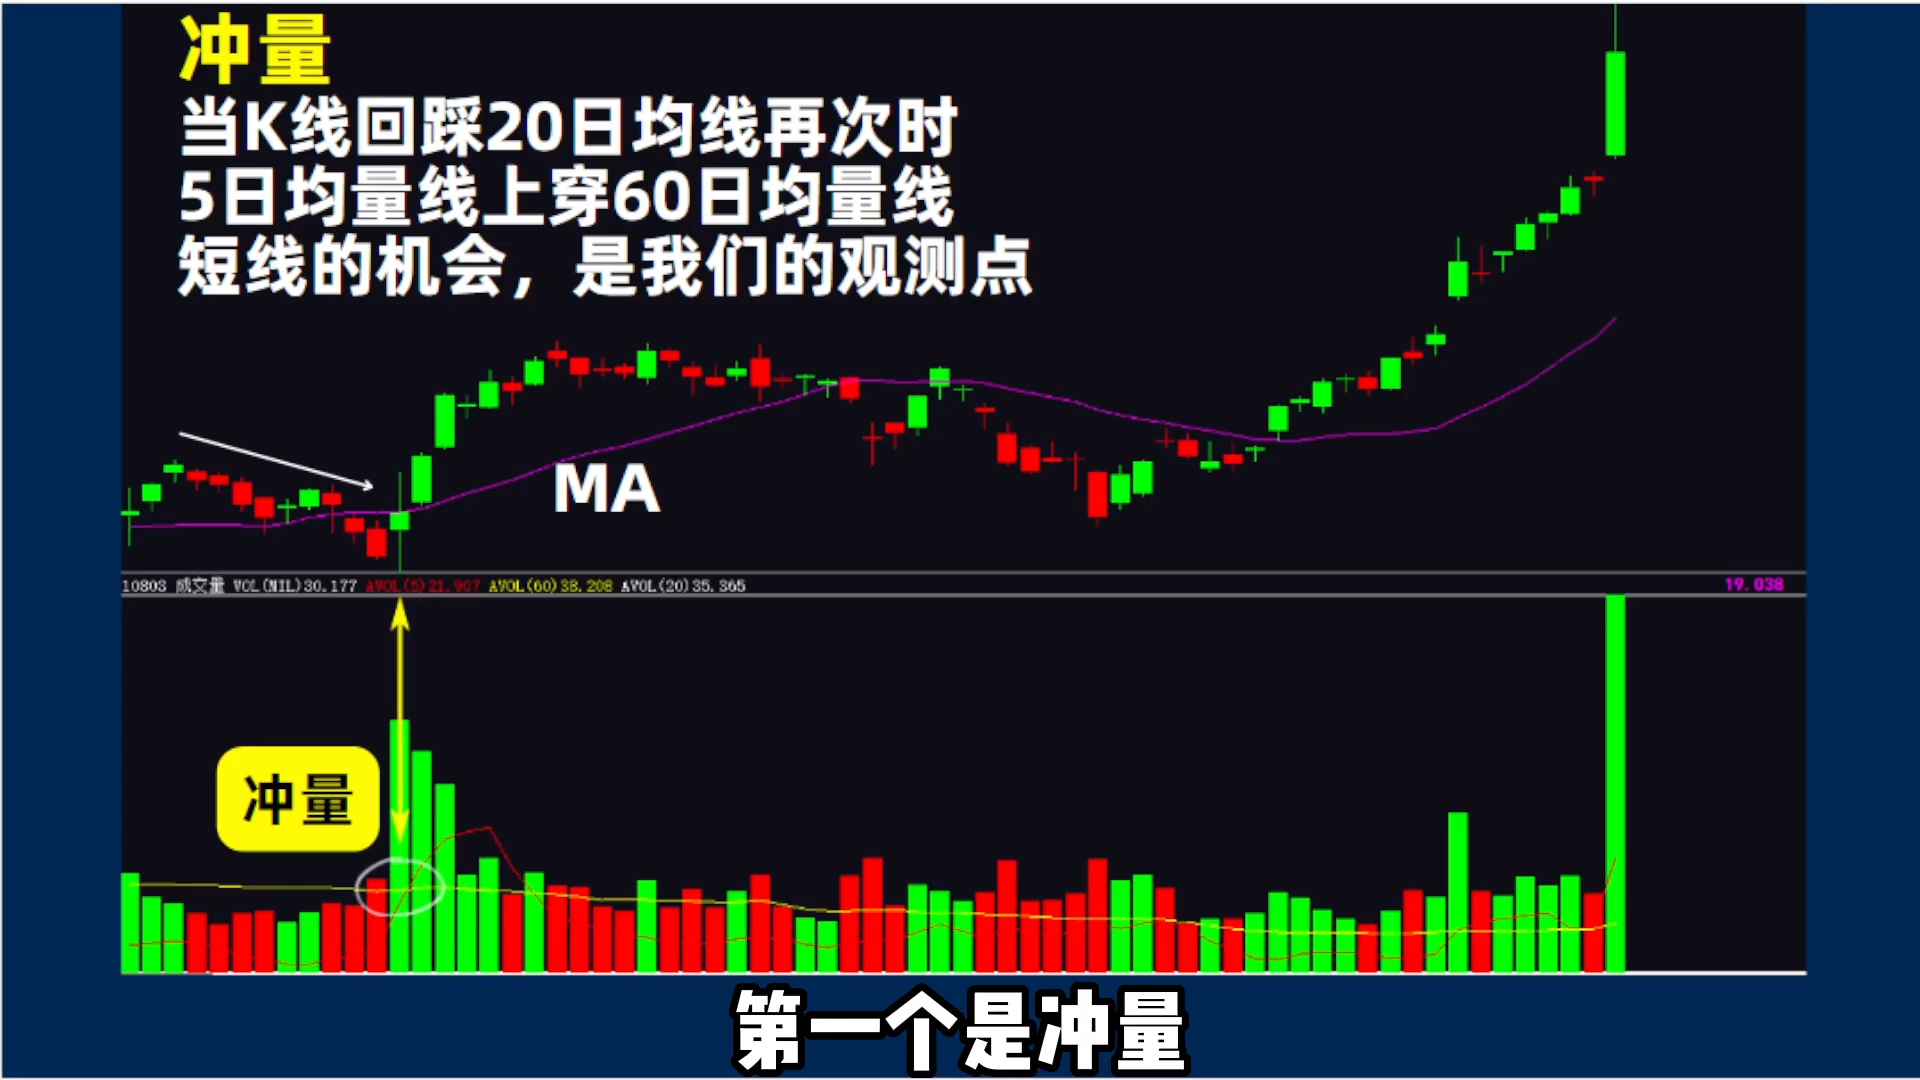 冲量
当K线回踩20日均线再次时
5日均量线上穿60日均量线
短线的机会，是我们的观测点
MA
10803 成交量 VOL(MIL)30.177 AVOL(5)21.907 AVOL(60)38.208 AVOL(20)35.365
19.038
冲量
第一个是冲量